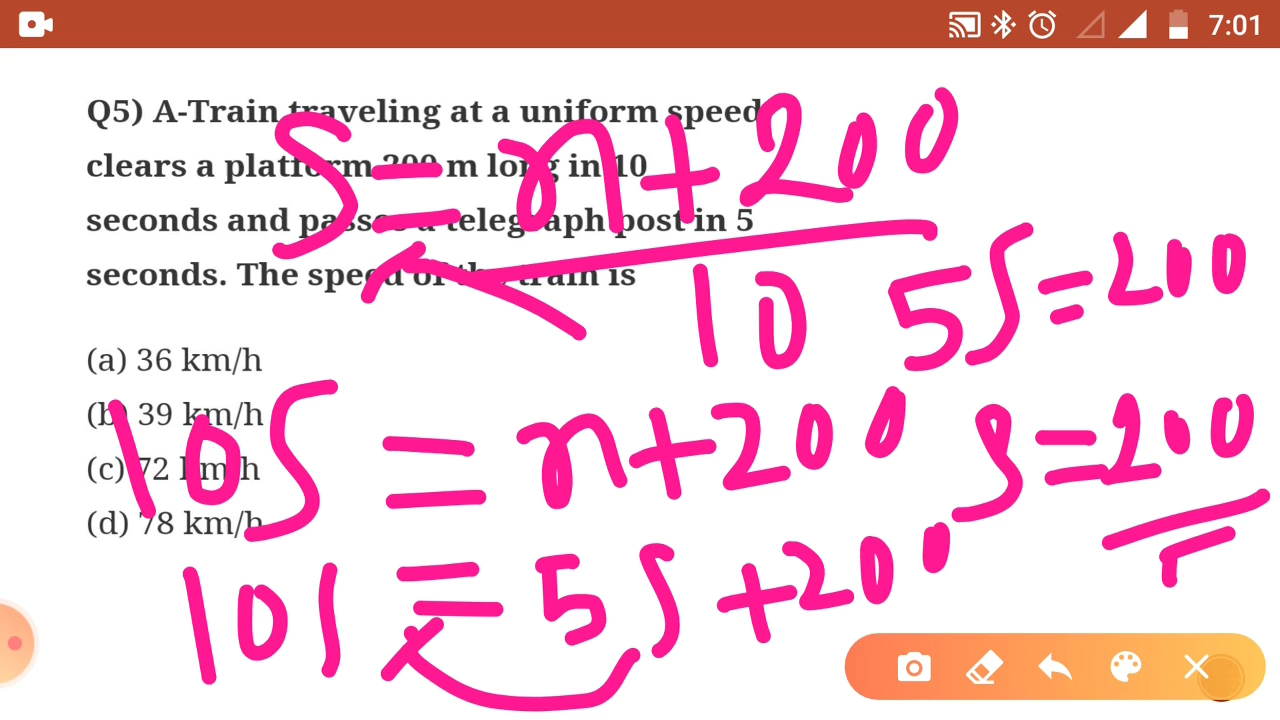 7:01
Q5) A-Train traveling at a uniform speed
clears a platform 200 m long in 10
seconds and passes a telegraph post in 5
seconds. The speed of the train is
(a) 36 km/h
(b) 39 km/h
(c) 72 km/h
(d) 78 km/h
S = x+200
10
5S = 200
10S = x+200
S = 200
10S = 5S +200